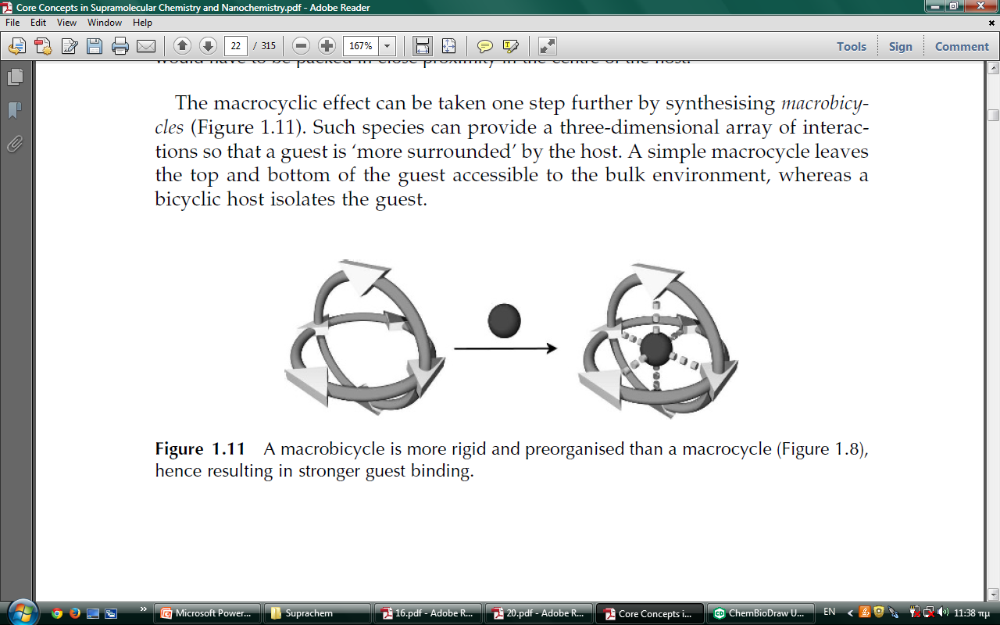 Core Concepts in Supramolecular Chemistry and Nanochemistry.pdf - Adobe Reader
File Edit View Window Help
22 / 315 167% Tools Sign Comment
would have to be packed in close proximity in the centre of the host.
The macrocyclic effect can be taken one step further by synthesising macrobicy-
cles (Figure 1.11). Such species can provide a three-dimensional array of interac-
tions so that a guest is ‘more surrounded’ by the host. A simple macrocycle leaves
the top and bottom of the guest accessible to the bulk environment, whereas a
bicyclic host isolates the guest.
Figure 1.11 A macrobicycle is more rigid and preorganised than a macrocycle (Figure 1.8),
hence resulting in stronger guest binding.
Microsoft Power... Suprachem 16.pdf - Adobe R... 20.pdf - Adobe R... Core Concepts i... ChemBioDraw U... EN 11:38 πμ